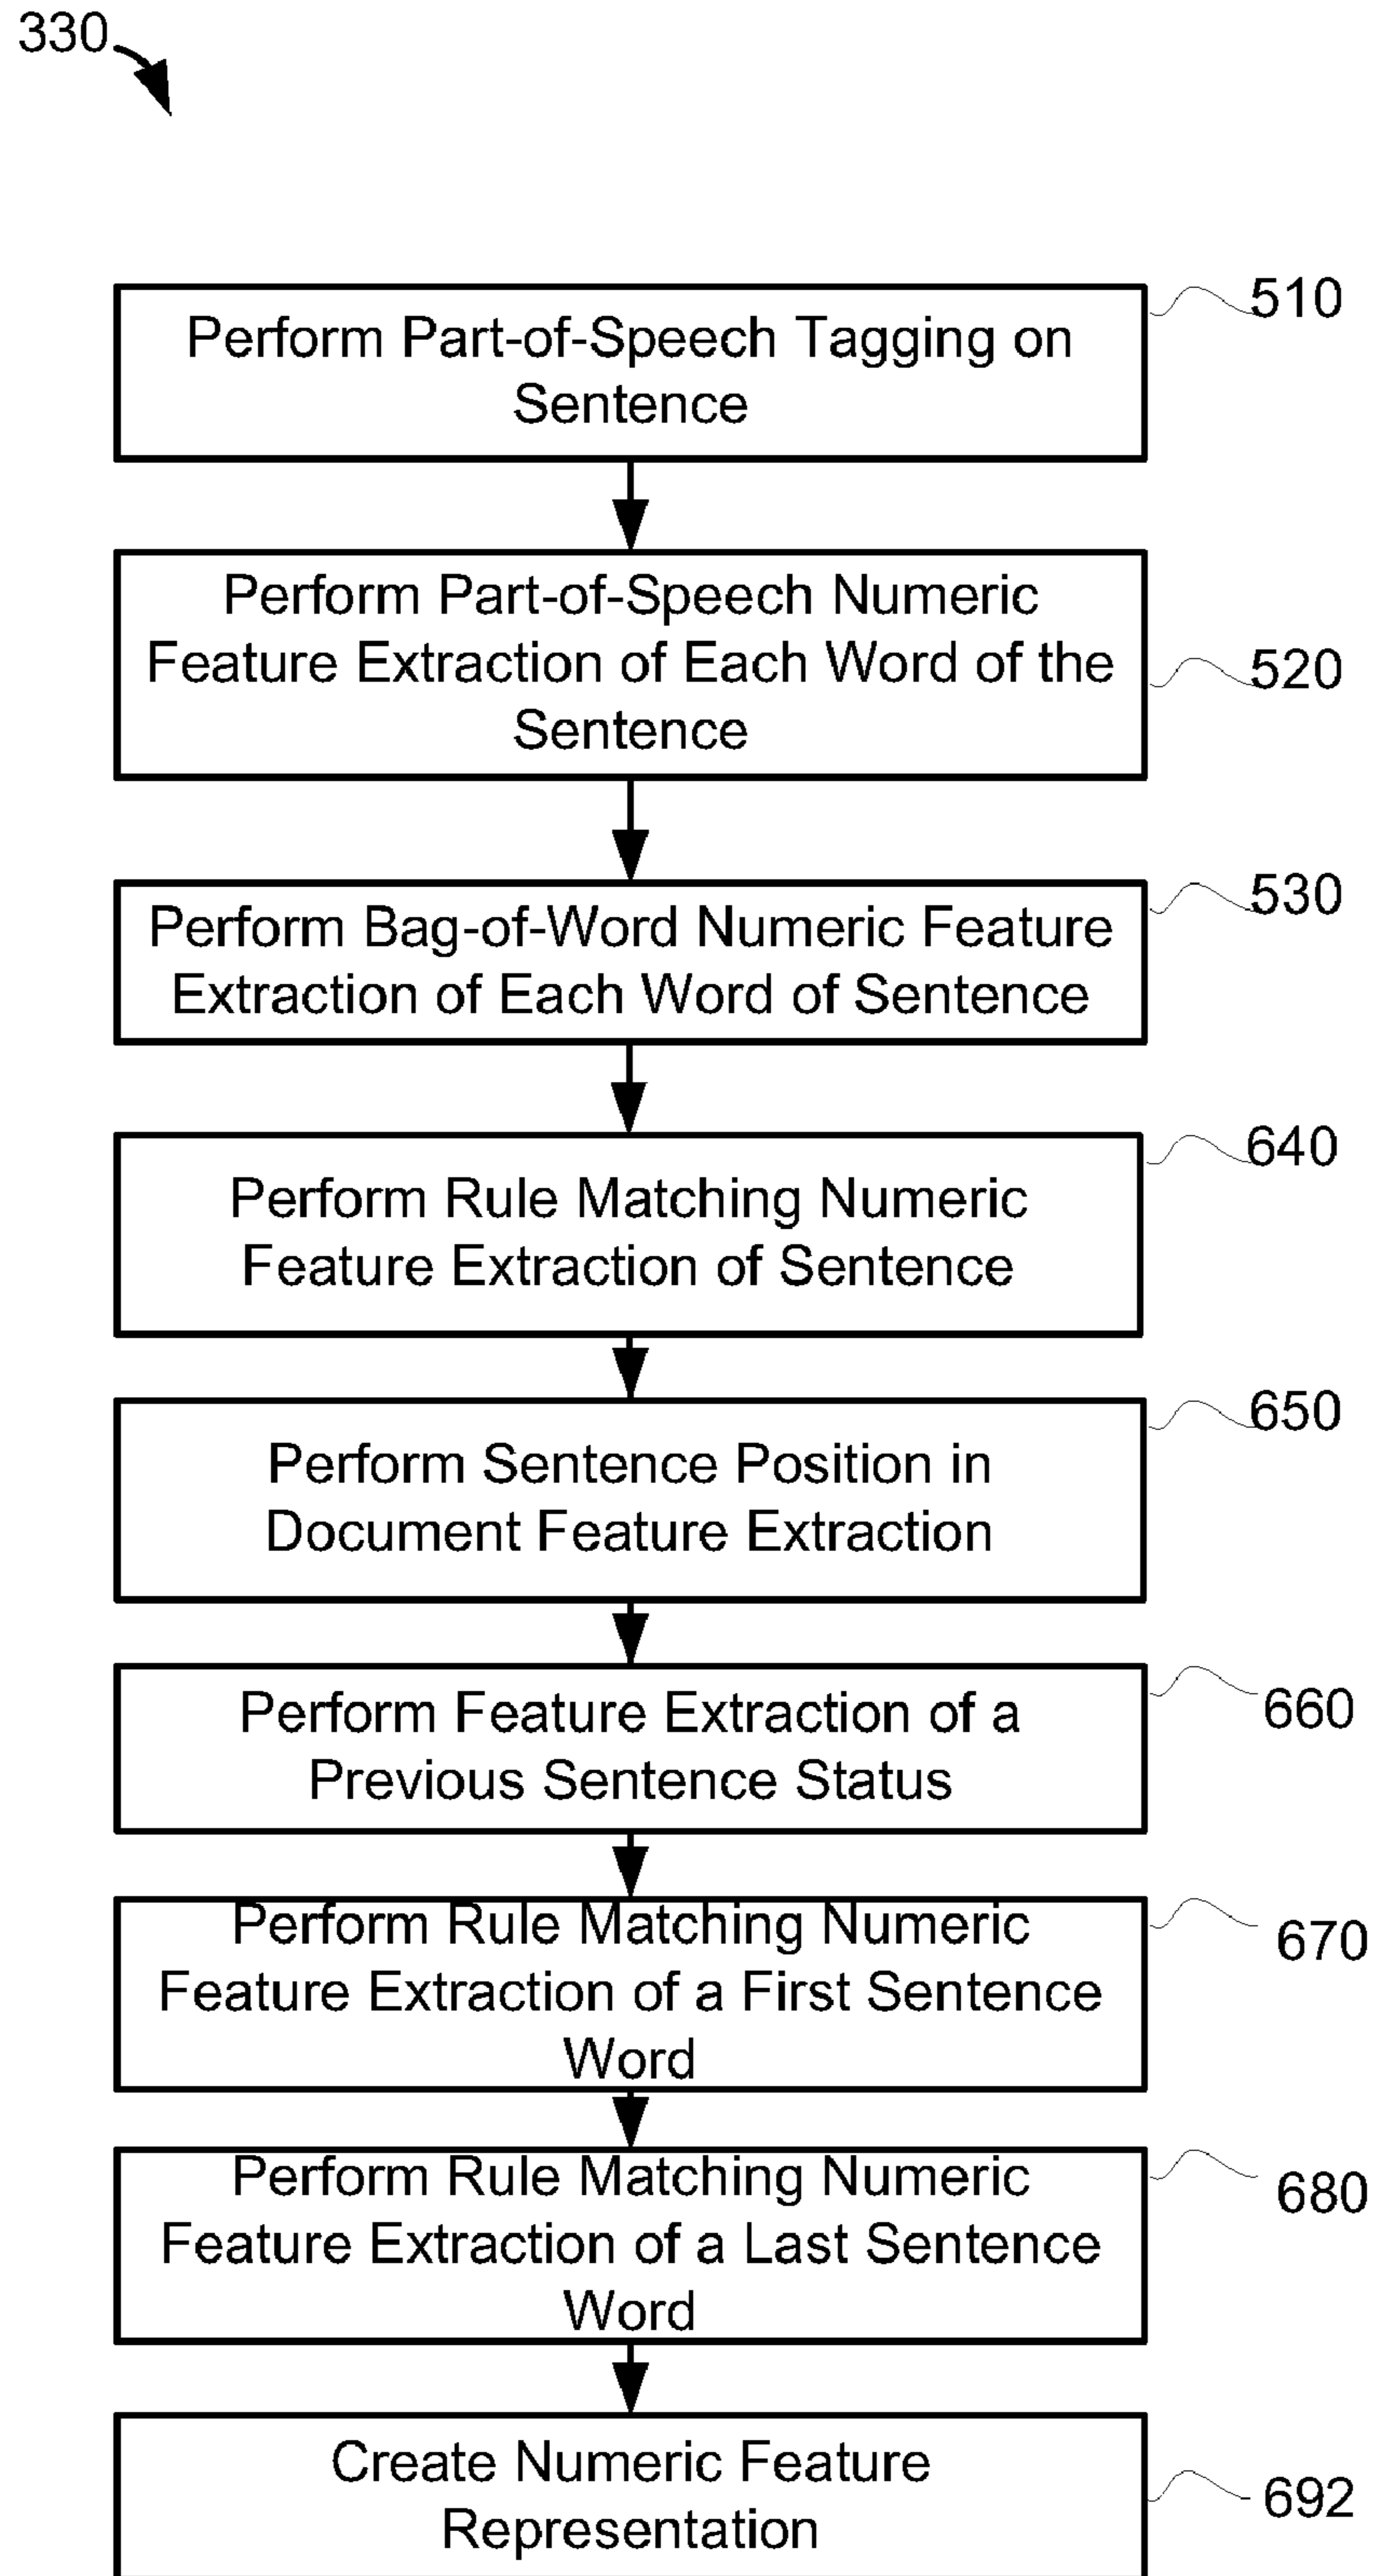 330
Perform Part-of-Speech Tagging on
Sentence
510
Perform Part-of-Speech Numeric
Feature Extraction of Each Word of the
Sentence
520
Perform Bag-of-Word Numeric Feature
Extraction of Each Word of Sentence
530
Perform Rule Matching Numeric
Feature Extraction of Sentence
640
Perform Sentence Position in
Document Feature Extraction
650
Perform Feature Extraction of a
Previous Sentence Status
660
Perform Rule Matching Numeric
Feature Extraction of a First Sentence
Word
670
Perform Rule Matching Numeric
Feature Extraction of a Last Sentence
Word
680
Create Numeric Feature
Representation
692